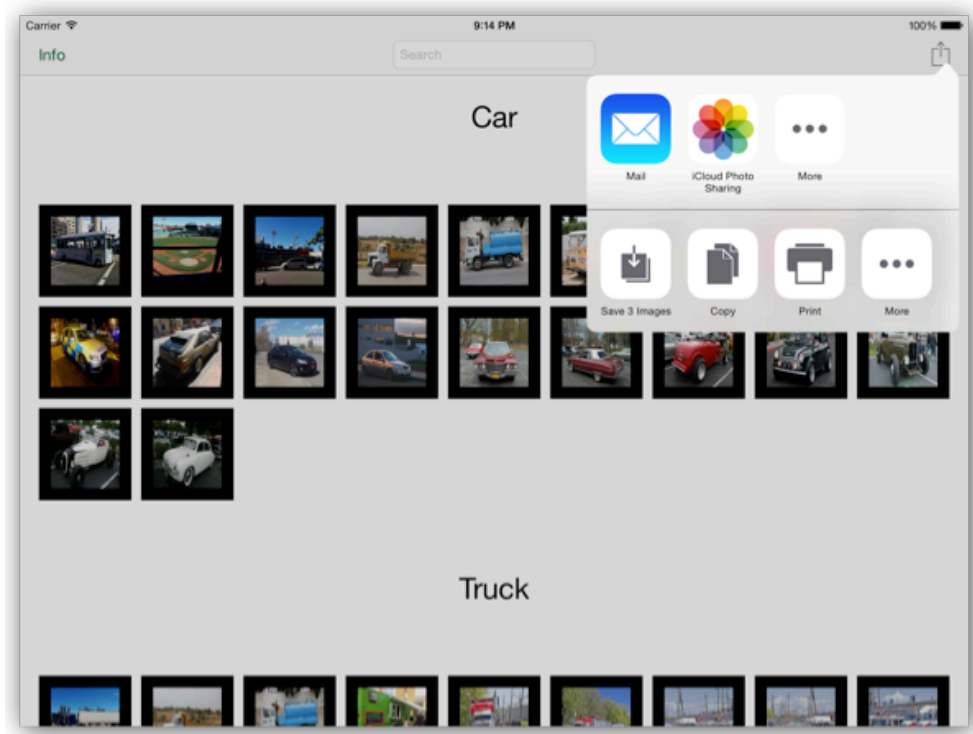 Carrier 9:14 PM 100%
Info Search
Car
Mail iCloud Photo Sharing More
Save 3 Images Copy Print More
Truck